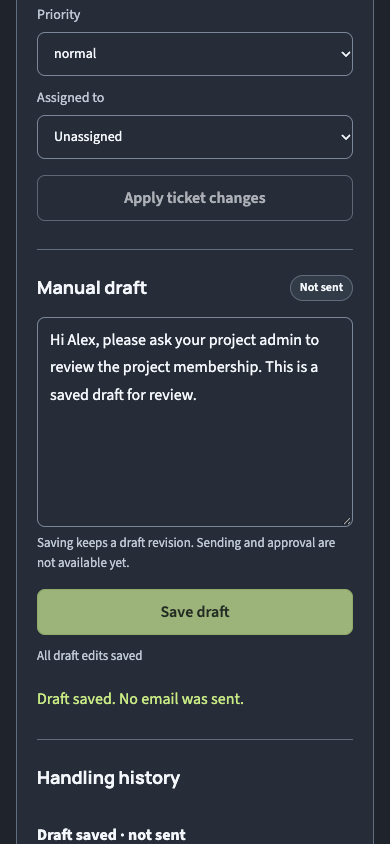 Priority
normal
Assigned to
Unassigned
Apply ticket changes
Manual draft
Not sent
Hi Alex, please ask your project admin to
review the project membership. This is a
saved draft for review.
Saving keeps a draft revision. Sending and approval are
not available yet.
Save draft
All draft edits saved
Draft saved. No email was sent.
Handling history
Draft saved · not sent